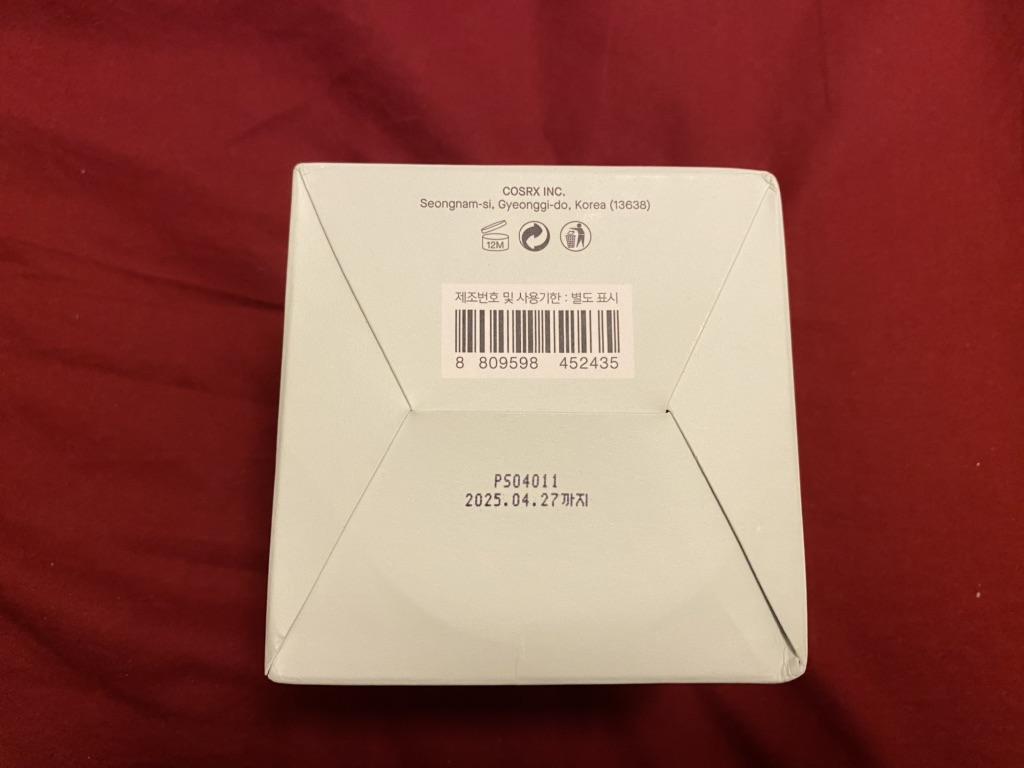 COSRX INC.
Seongnam-si, Gyeonggi-do, Korea (13638)
12M
제조번호 및 사용기한 : 별도 표시
8 809598 452435
PS04011
2025.04.27까지